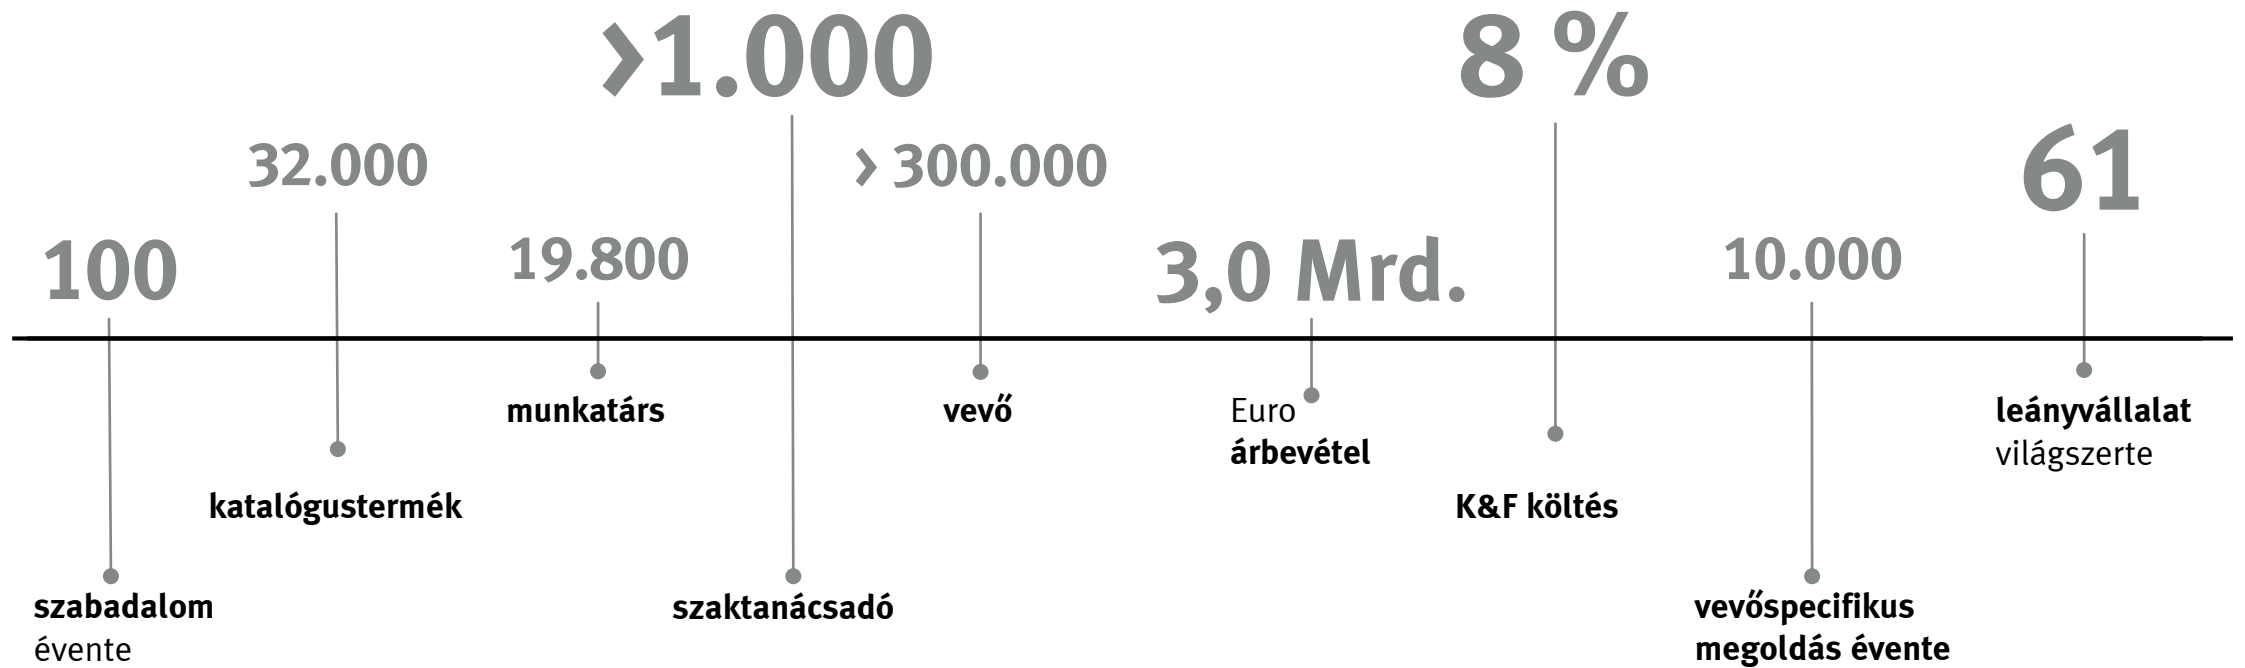 100
szabadalom
évente
32.000
katalógustermék
19.800
munkatárs
>1.000
szaktanácsadó
> 300.000
vevő
3,0 Mrd.
Euro
árbevétel
8 %
K&F költés
10.000
vevőspecifikus
megoldás évente
61
leányvállalat
világszerte